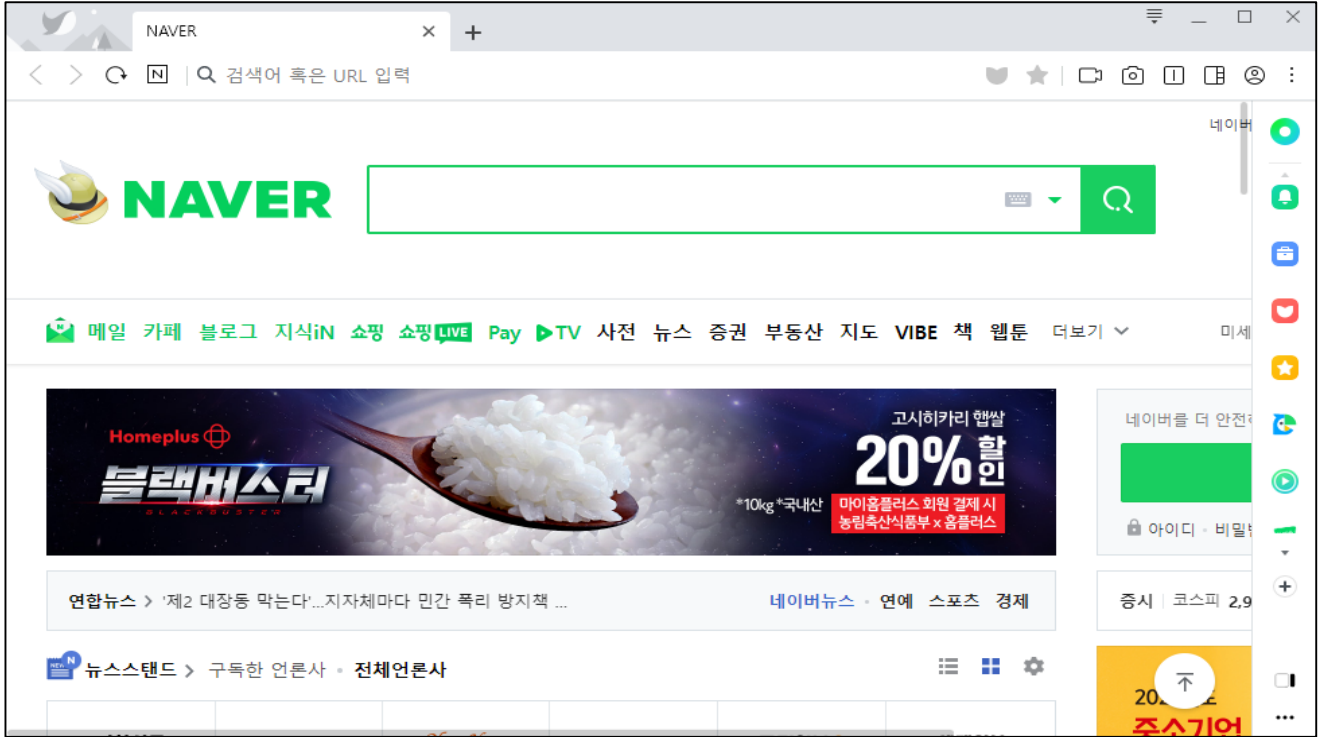 NAVER
검색어 혹은 URL 입력
네이버
NAVER
메일 카페 블로그 지식iN 쇼핑 쇼핑LIVE Pay TV 사전 뉴스 증권 부동산 지도 VIBE 책 웹툰 더보기 미세
Homeplus
블랙버스터
BLACKBUSTER
고시히카리 햅쌀
20% 할인
*10kg *국내산
마이홈플러스 회원 결제 시
농림축산식품부 x 홈플러스
네이버를 더 안전
아이디 · 비밀
연합뉴스 > '제2 대장동 막는다'...지자체마다 민간 폭리 방지책 ...
네이버뉴스 · 연예 스포츠 경제
증시 코스피 2,9
NEW N 뉴스스탠드 > 구독한 언론사 · 전체언론사
중소기업